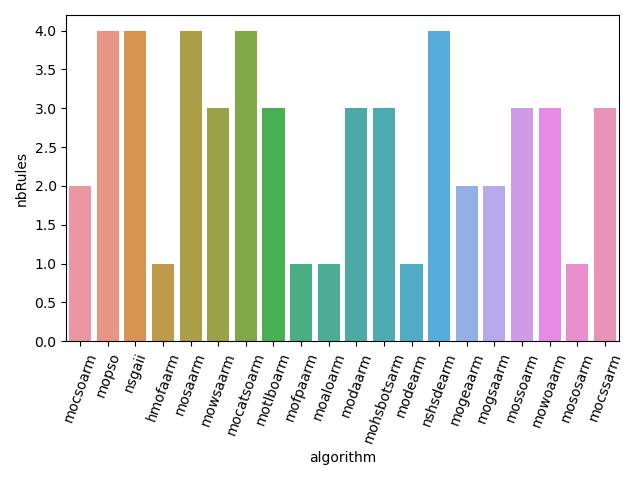 4.0
3.5
3.0
2.5
2.0
1.5
1.0
0.5
0.0
nbRules
mocsoarm
mopso
nsgaii
hmofaarm
mosaarm
mowsaarm
mocatsoarm
motlboarm
mofpaarm
moaloarm
modaarm
mohsbotsarm
modearm
nshsdearm
mogeaarm
mogsaarm
mossoarm
mowoaarm
mososarm
mocssarm
algorithm